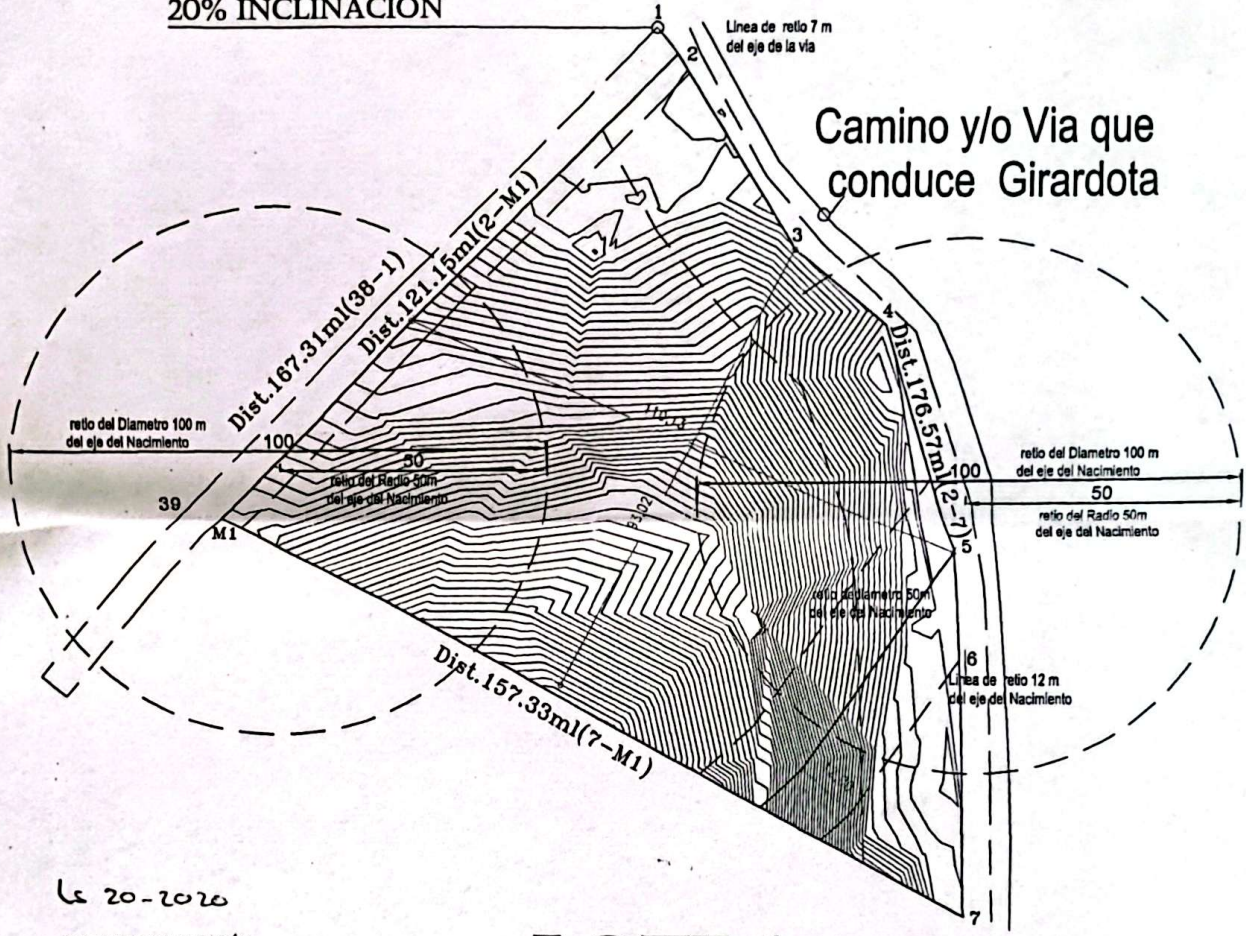 20% INCLINACION
1
2
Linea de retio 7 m
del eje de la via
Camino y/o Via que
conduce Girardota
3
4
Dist.167.31ml(38-1)
Dist.121.15ml(2-M1)
Dist.176.57ml(2-7)
retio del Diametro 100 m
del eje del Nacimiento
100
50
retio del Radio 50m
del eje del Nacimiento
39
M1
110.13
93.02
retio del Diametro 100 m
del eje del Nacimiento
100
50
retio del Radio 50m
del eje del Nacimiento
5
retio de diametro 50m
del eje del Nacimiento
6
Linea de retio 12 m
del eje del Nacimiento
Dist.157.33ml(7-M1)
7
20-2020